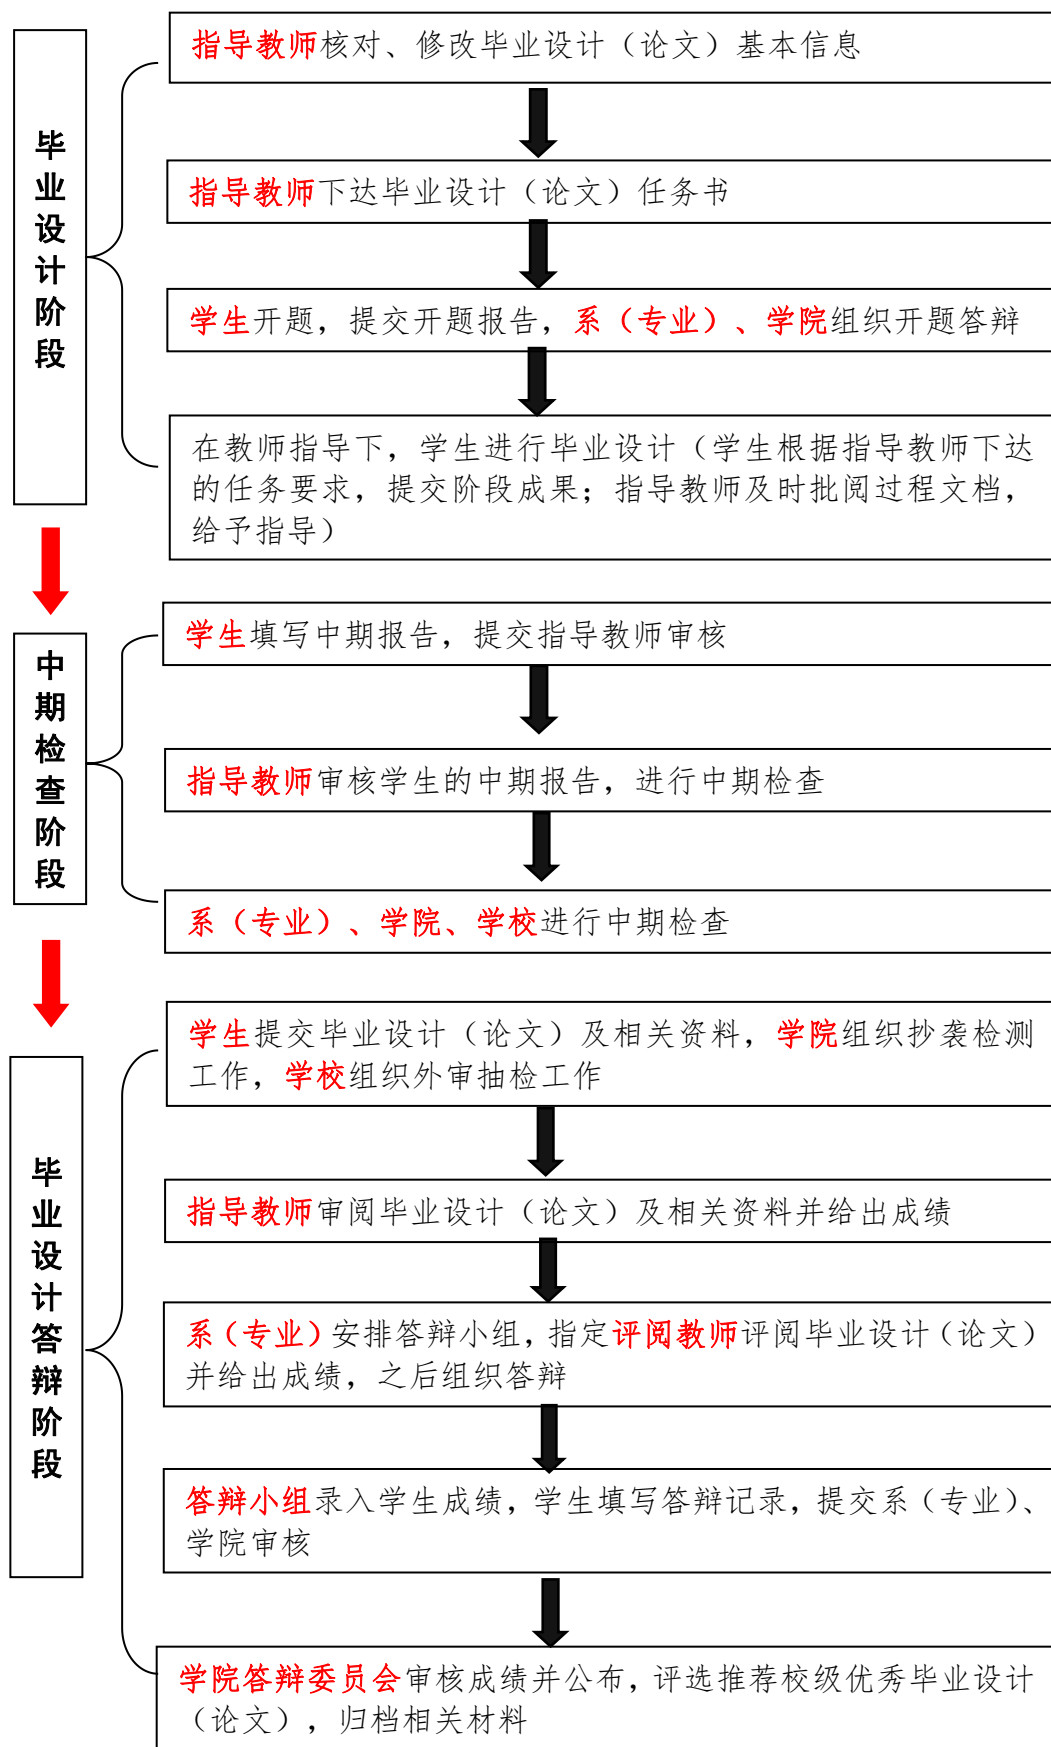 毕业设计阶段
指导教师核对、修改毕业设计（论文）基本信息
指导教师下达毕业设计（论文）任务书
学生开题，提交开题报告，系（专业）、学院组织开题答辩
在教师指导下，学生进行毕业设计（学生根据指导教师下达
的任务要求，提交阶段成果；指导教师及时批阅过程文档，
给予指导）
中期检查阶段
学生填写中期报告，提交指导教师审核
指导教师审核学生的中期报告，进行中期检查
系（专业）、学院、学校进行中期检查
毕业设计答辩阶段
学生提交毕业设计（论文）及相关资料，学院组织抄袭检测
工作，学校组织外审抽检工作
指导教师审阅毕业设计（论文）及相关资料并给出成绩
系（专业）安排答辩小组，指定评阅教师评阅毕业设计（论文）
并给出成绩，之后组织答辩
答辩小组录入学生成绩，学生填写答辩记录，提交系（专业）、
学院审核
学院答辩委员会审核成绩并公布，评选推荐校级优秀毕业设计
（论文），归档相关材料